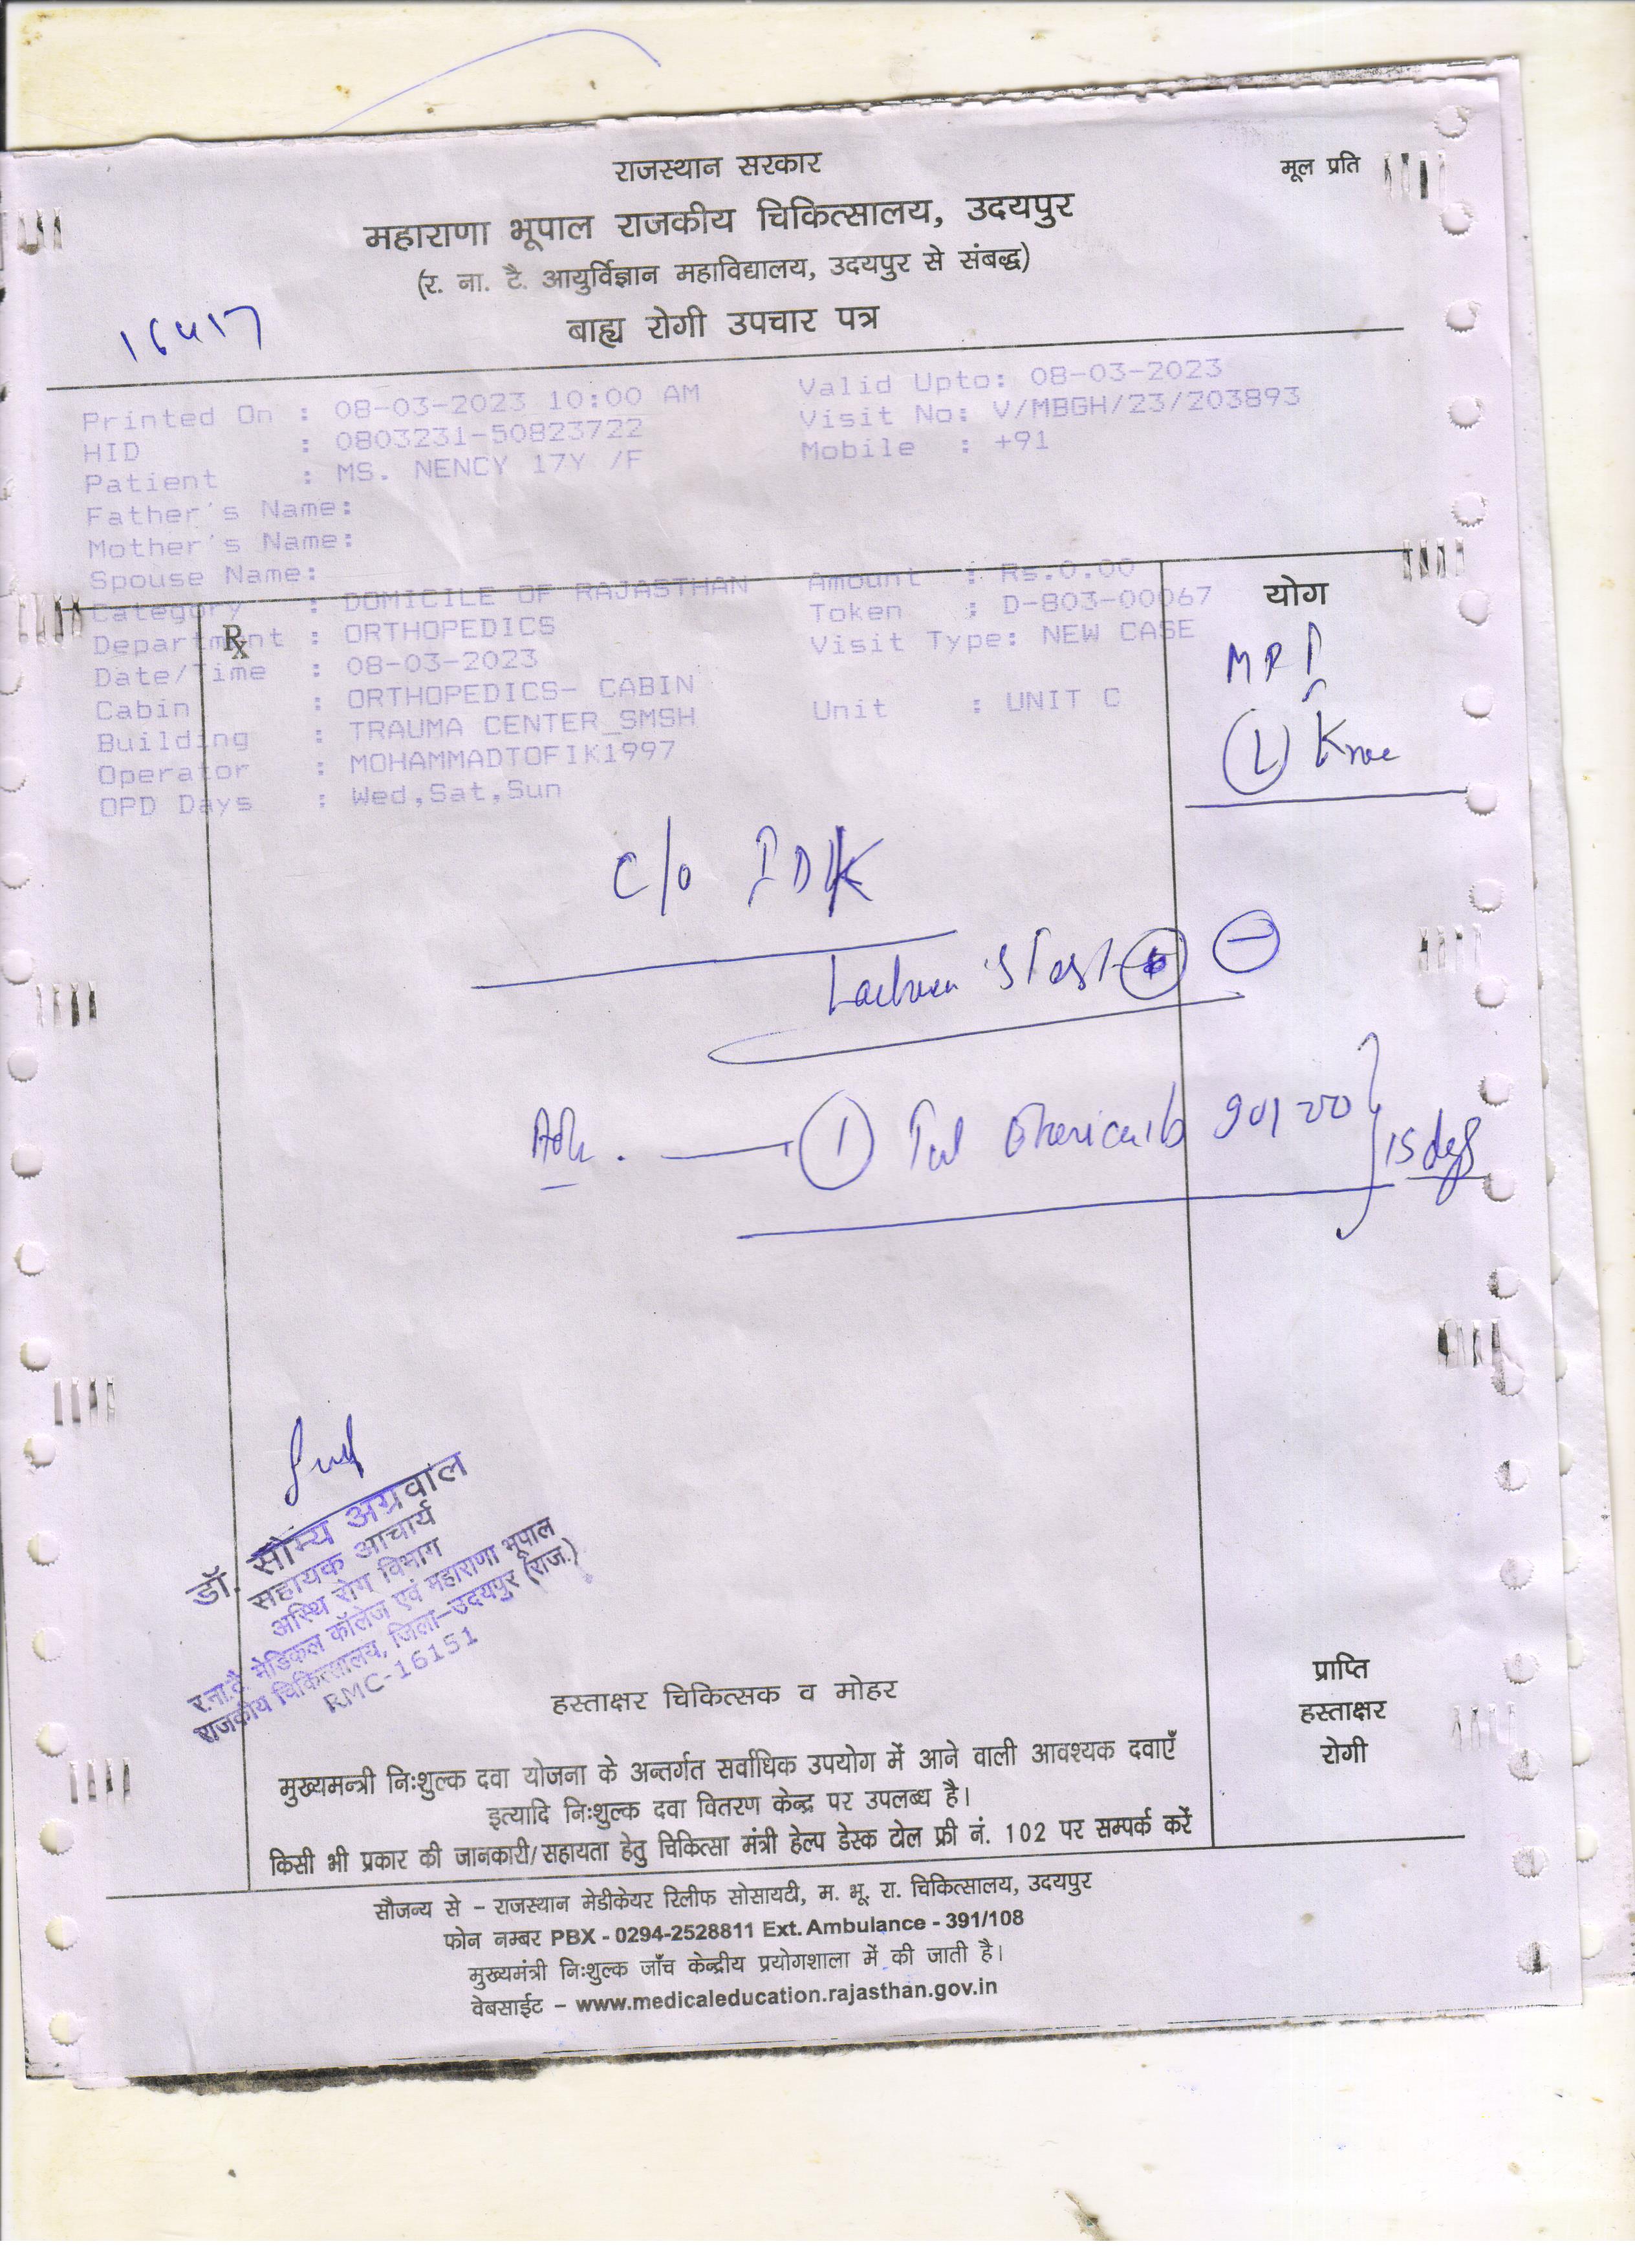 राजस्थान सरकार
मूल प्रति
महाराणा भूपाल राजकीय चिकित्सालय, उदयपुर
(र. ना. टै. आयुर्विज्ञान महाविद्यालय, उदयपुर से संबद्ध)
बाह्य रोगी उपचार पत्र
16417
Printed On : 08-03-2023 10:00 AM Valid Upto: 08-03-2023
HID : 0803231-50823722 Visit No: V/MBGH/23/203893
Patient : MS. NENCY 17Y /F Mobile : +91
Father's Name:
Mother's Name:
Spouse Name:
Category : DOMICILE OF RAJASTHAN Amount : Rs.0.00
Department : ORTHOPEDICS Token : D-803-00067
Date/Time : 08-03-2023 Visit Type: NEW CASE
Cabin : ORTHOPEDICS- CABIN
Building : TRAUMA CENTER_SMSH Unit : UNIT C
Operator : MOHAMMADTOFIK1997
OPD Days : Wed,Sat,Sun
Rx
योग
MRI
(L) Knee
C/o IDK
Lachman's Test (-)
1 15 days
डॉ. सौम्य अग्रवाल
सहायक आचार्य
अस्थि रोग विभाग
र.ना.टै. मेडिकल कॉलेज एवं महाराणा भूपाल
राजकीय चिकित्सालय, जिला-उदयपुर (राज.)
RMC-16151
हस्ताक्षर चिकित्सक व मोहर
प्राप्ति
हस्ताक्षर
रोगी
मुख्यमन्त्री निःशुल्क दवा योजना के अन्तर्गत सर्वाधिक उपयोग में आने वाली आवश्यक दवाएँ
इत्यादि निःशुल्क दवा वितरण केन्द्र पर उपलब्ध है।
किसी भी प्रकार की जानकारी/सहायता हेतु चिकित्सा मंत्री हेल्प डेस्क टोल फ्री नं. 102 पर सम्पर्क करें
सौजन्य से – राजस्थान मेडीकेयर रिलीफ सोसायटी, म. भू. रा. चिकित्सालय, उदयपुर
फोन नम्बर PBX - 0294-2528811 Ext. Ambulance - 391/108
मुख्यमंत्री निःशुल्क जाँच केन्द्रीय प्रयोगशाला में की जाती है।
वेबसाईट – www.medicaleducation.rajasthan.gov.in